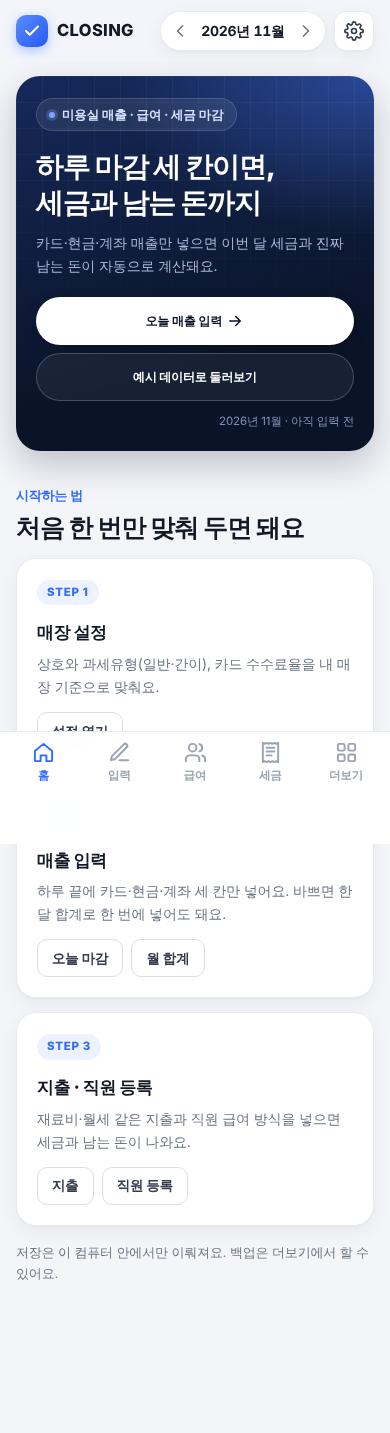 CLOSING
2026년 11월
미용실 매출 · 급여 · 세금 마감
하루 마감 세 칸이면,
세금과 남는 돈까지
카드·현금·계좌 매출만 넣으면 이번 달 세금과 진짜
남는 돈이 자동으로 계산돼요.
오늘 매출 입력 →
예시 데이터로 둘러보기
2026년 11월 · 아직 입력 전
시작하는 법
처음 한 번만 맞춰 두면 돼요
STEP 1
매장 설정
상호와 과세유형(일반·간이), 카드 수수료율을 내 매
장 기준으로 맞춰요.
설정 열기
홈
입력
급여
세금
더보기
매출 입력
하루 끝에 카드·현금·계좌 세 칸만 넣어요. 바쁘면 한
달 합계로 한 번에 넣어도 돼요.
오늘 마감
월 합계
STEP 3
지출 · 직원 등록
재료비·월세 같은 지출과 직원 급여 방식을 넣으면
세금과 남는 돈이 나와요.
지출
직원 등록
저장은 이 컴퓨터 안에서만 이뤄져요. 백업은 더보기에서 할 수
있어요.